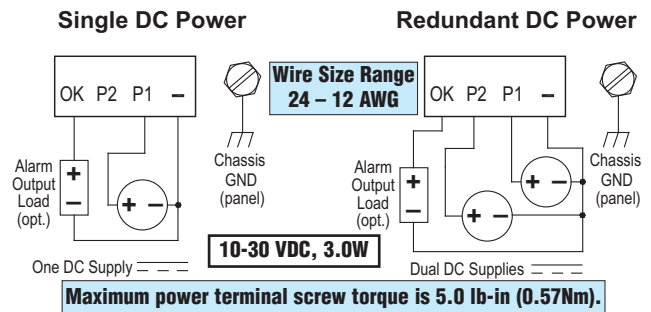 Single DC Power
OK P2 P1 –
Alarm
Output
Load
(opt.)
+
–
+ –
Chassis
GND
(panel)
One DC Supply
Wire Size Range
24 – 12 AWG
10-30 VDC, 3.0W
Redundant DC Power
OK P2 P1 –
Alarm
Output
Load
(opt.)
+
–
+ –
+ –
Chassis
GND
(panel)
Dual DC Supplies
Maximum power terminal screw torque is 5.0 lb-in (0.57Nm).